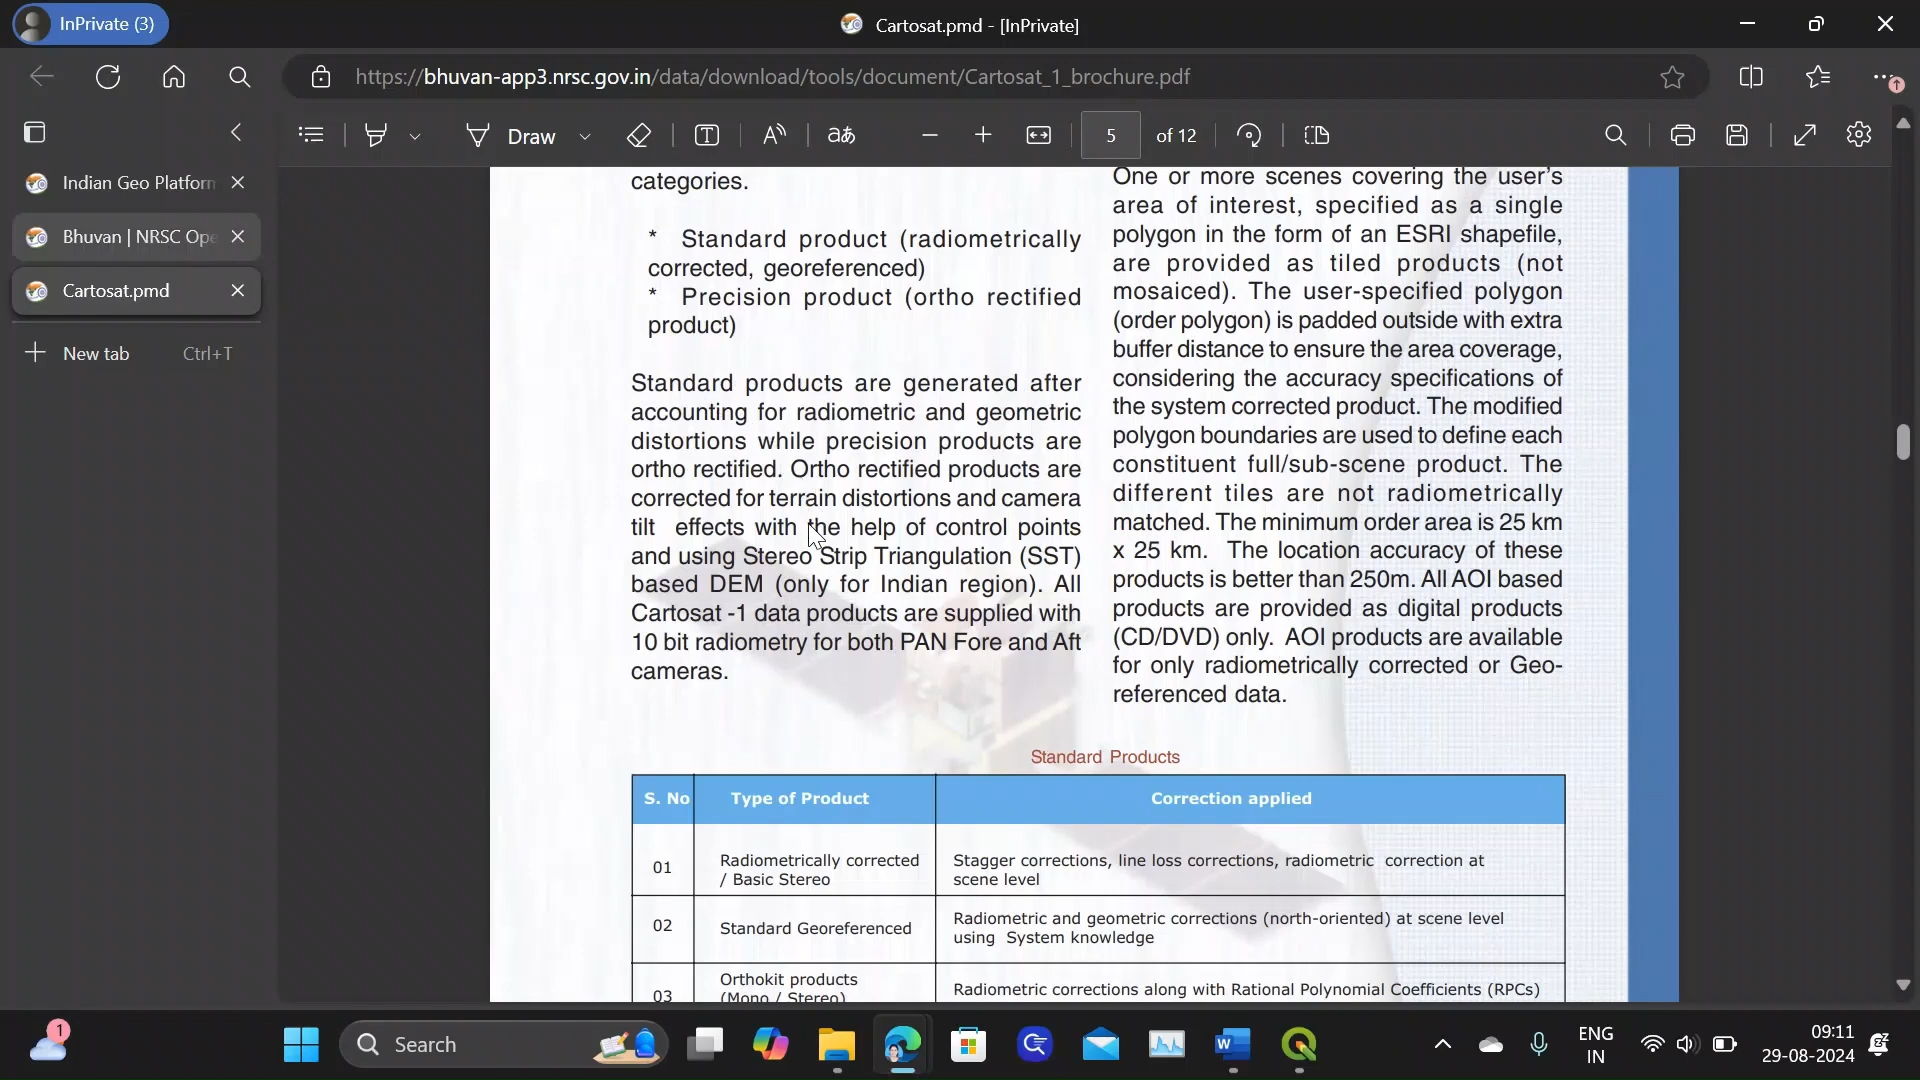 InPrivate (3)
Cartosat.pmd - [InPrivate]
https://bhuvan-app3.nrsc.gov.in/data/download/tools/document/Cartosat_1_brochure.pdf
Draw
aあ
5 of 12
Indian Geo Platform
Bhuvan | NRSC Ope
Cartosat.pmd
New tab Ctrl+T
categories.
* Standard product (radiometrically
corrected, georeferenced)
* Precision product (ortho rectified
product)
Standard products are generated after
accounting for radiometric and geometric
distortions while precision products are
ortho rectified. Ortho rectified products are
corrected for terrain distortions and camera
tilt effects with the help of control points
and using Stereo Strip Triangulation (SST)
based DEM (only for Indian region). All
Cartosat -1 data products are supplied with
10 bit radiometry for both PAN Fore and Aft
cameras.
One or more scenes covering the user's
area of interest, specified as a single
polygon in the form of an ESRI shapefile,
are provided as tiled products (not
mosaiced). The user-specified polygon
(order polygon) is padded outside with extra
buffer distance to ensure the area coverage,
considering the accuracy specifications of
the system corrected product. The modified
polygon boundaries are used to define each
constituent full/sub-scene product. The
different tiles are not radiometrically
matched. The minimum order area is 25 km
x 25 km. The location accuracy of these
products is better than 250m. All AOI based
products are provided as digital products
(CD/DVD) only. AOI products are available
for only radiometrically corrected or Geo-
referenced data.
Standard Products
S. No Type of Product Correction applied
01 Radiometrically corrected
/ Basic Stereo
Stagger corrections, line loss corrections, radiometric correction at
scene level
02 Standard Georeferenced
Radiometric and geometric corrections (north-oriented) at scene level
using System knowledge
03 Orthokit products
(Mono / Stereo)
Radiometric corrections along with Rational Polynomial Coefficients (RPCs)
1
Search
ENG
IN
09:11
29-08-2024